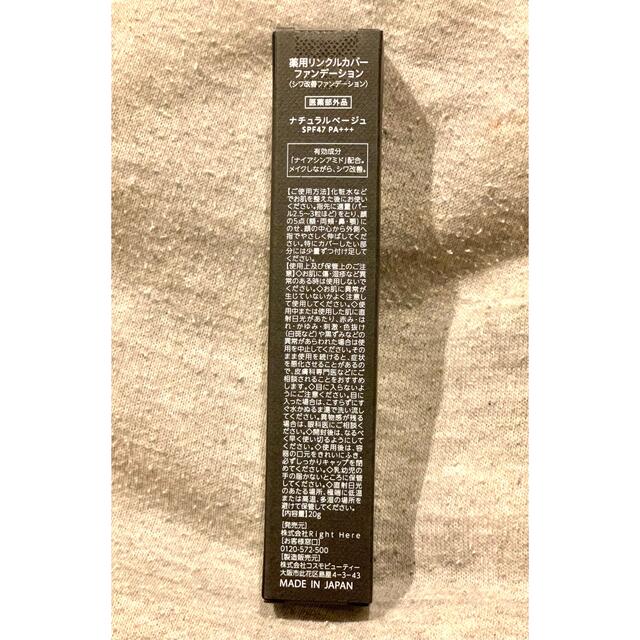 薬用リンクルカバー
ファンデーション
(シワ改善ファンデーション)
医薬部外品
ナチュラルベージュ
SPF47 PA+++
有効成分
「ナイアシンアミド」配合。
メイクしながら、シワ改善。
【ご使用方法】化粧水など
でお肌を整えた後にお使い
ください。指先に適量(パー
ル2.5〜3粒ほど)をとり、顔
の5点(額・両頬・鼻・顎)に
のせ、顔の中心から外側へ
指でやさしく伸ばしてくだ
さい。特にカバーしたい部
分には少量ずつ付け足して
ください。
【使用上及び保管上のご注
意】◇お肌に傷・湿疹など異
常のある時は使用しないで
ください。◇お肌に異常が
生じていないかよく注意し
て使用してください。◇使
用中または使用した肌に直
射日光があたり、赤み・は
れ・かゆみ・刺激・色抜け
(白斑など)や黒ずみなどの
異常があらわれた場合は使
用を中止してください。その
まま使用を続けると、症状
を悪化させることがあるの
で、皮膚科専門医などにご
相談されることをおすすめ
します。◇目に入らないよ
うにご注意ください。目に
入った場合は、こすらずにす
ぐ水かぬるま湯で洗い流し
てください。異物感が残る
場合は、眼科医にご相談くだ
さい。◇開封後は、なるべ
く早く使い切るようにして
ください。◇使用後は、容
器の口元をきれいにふき、
必ずしっかりキャップを閉
めてください。◇乳幼児の
手の届かないところに保管
してください。◇直射日光
のあたる場所、極端に低温
または高温、多湿の場所を
避けて保管してください。
【内容量】20g
[発売元]
株式会社Right Here
[お客様窓口]
0120-572-500
[製造販売元]
株式会社コスモビューティー
大阪市此花区島屋4-3-43
MADE IN JAPAN